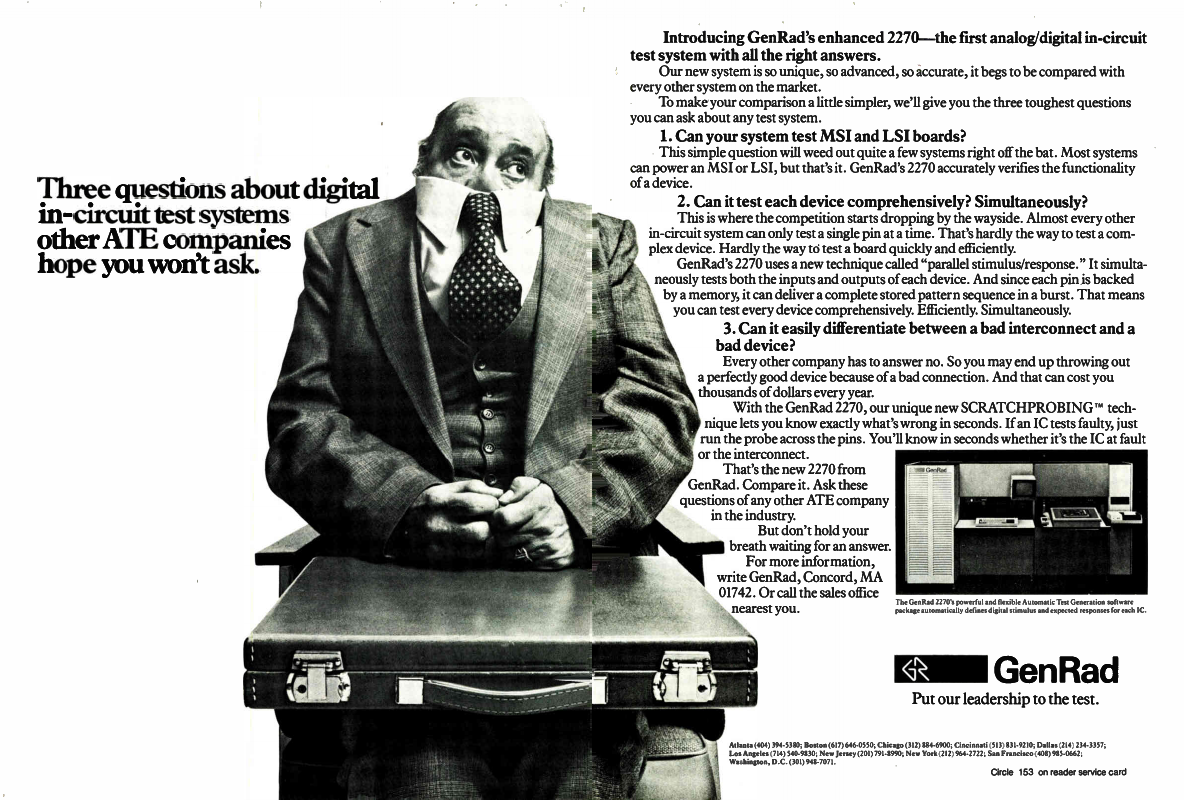 Three questions about digital
in-circuit test systems
other ATE companies
hope you won't ask.
Introducing GenRad's enhanced 2270—the first analog/digital in-circuit
test system with all the right answers.
Our new system is so unique, so advanced, so accurate, it begs to be compared with
every other system on the market.
To make your comparison a little simpler, we'll give you the three toughest questions
you can ask about any test system.
1. Can your system test MSI and LSI boards?
This simple question will weed out quite a few systems right off the bat. Most systems
can power an MSI or LSI, but that's it. GenRad's 2270 accurately verifies the functionality
of a device.
2. Can it test each device comprehensively? Simultaneously?
This is where the competition starts dropping by the wayside. Almost every other
in-circuit system can only test a single pin at a time. That's hardly the way to test a com-
plex device. Hardly the way to test a board quickly and efficiently.
GenRad's 2270 uses a new technique called "parallel stimulus/response." It simulta-
neously tests both the inputs and outputs of each device. And since each pin is backed
by a memory, it can deliver a complete stored pattern sequence in a burst. That means
you can test every device comprehensively. Efficiently. Simultaneously.
3. Can it easily differentiate between a bad interconnect and a
bad device?
Every other company has to answer no. So you may end up throwing out
a perfectly good device because of a bad connection. And that can cost you
thousands of dollars every year.
With the GenRad 2270, our unique new SCRATCHPROBING™ tech-
nique lets you know exactly what's wrong in seconds. If an IC tests faulty, just
run the probe across the pins. You'll know in seconds whether it's the IC at fault
or the interconnect.
That's the new 2270 from
GenRad. Compare it. Ask these
questions of any other ATE company
in the industry.
But don't hold your
breath waiting for an answer.
For more information,
write GenRad, Concord, MA
01742. Or call the sales office
nearest you.
GenRad
The GenRad 2270's powerful and flexible Automatic Test Generation software
package automatically defines digital stimulus and expected responses for each IC.
GR GenRad
Put our leadership to the test.
Atlanta (404) 394-5380; Boston (617) 646-0550; Chicago (312) 884-6900; Cincinnati (513) 831-9210; Dallas (214) 234-3357;
Los Angeles (714) 540-9830; New Jersey (201) 791-8990; New York (212) 964-2722; San Francisco (408) 985-0662;
Washington, D.C. (301) 948-7071.
Circle 153 on reader service card